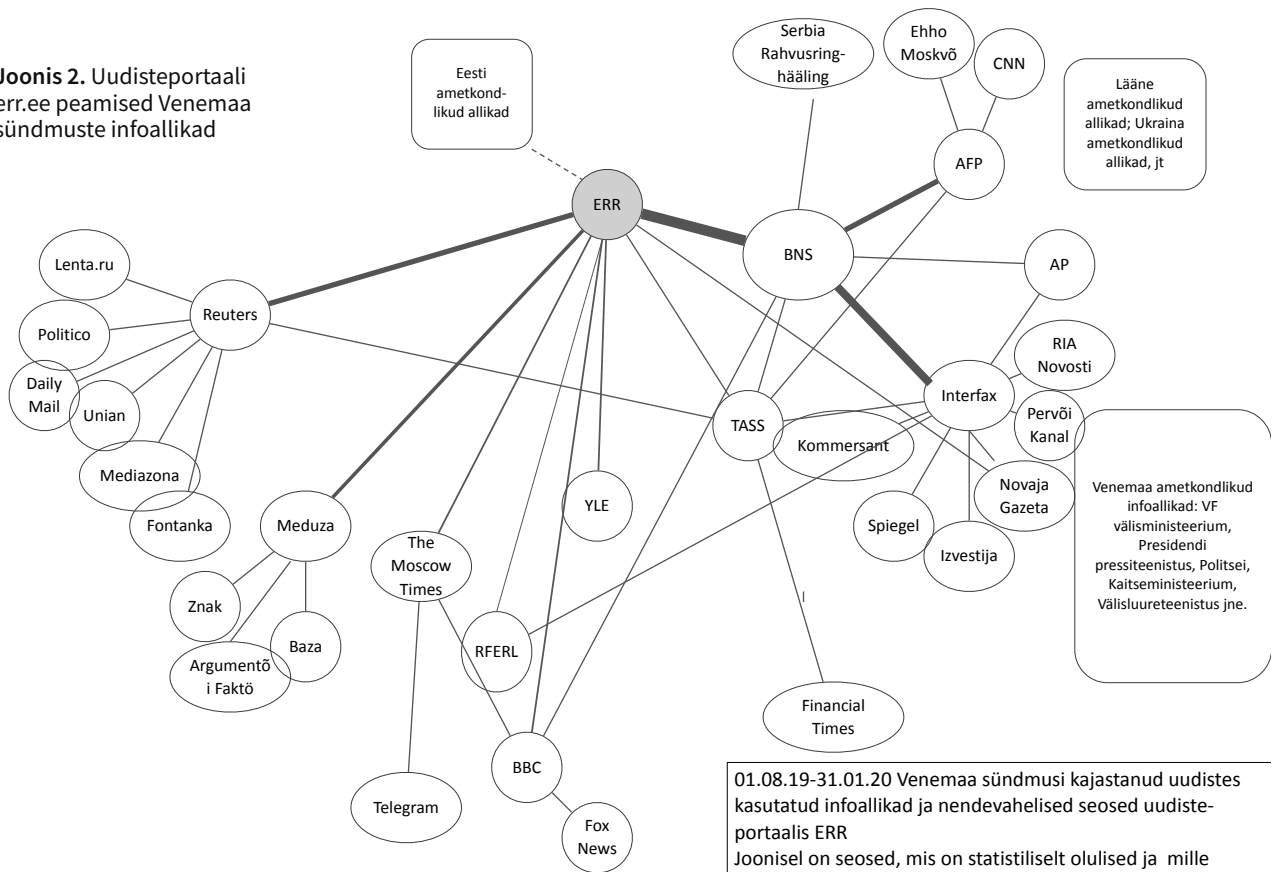 Joonis 2. Uudisteportaali
err.ee peamised Venemaa
sündmuste infoallikad
Eesti
ametkond-
likud allikad
Serbia
Rahvusring-
hääling
Ehho
Moskvõ
CNN
Lääne
ametkondlikud
allikad; Ukraina
ametkondlikud
allikad, jt
AFP
ERR
BNS
AP
Lenta.ru
Reuters
Politico
RIA
Novosti
Daily
Mail
Unian
Interfax
Pervõi
Kanal
TASS
Kommersant
Mediazona
Novaja
Gazeta
Fontanka
Meduza
YLE
Spiegel
Izvestija
Venemaa ametkondlikud
infoallikad: VF
välisministeerium,
Presidendi
pressiteenistus, Politsei,
Kaitseministeerium,
Välisluureteenistus jne.
The
Moscow
Times
Znak
Baza
RFERL
Argumentõ
i Faktö
Financial
Times
BBC
Telegram
Fox
News
01.08.19-31.01.20 Venemaa sündmusi kajastanud uudistes
kasutatud infoallikad ja nendevahelised seosed uudiste-
portaalis ERR
Joonisel on seosed, mis on statistiliselt olulised ja mille